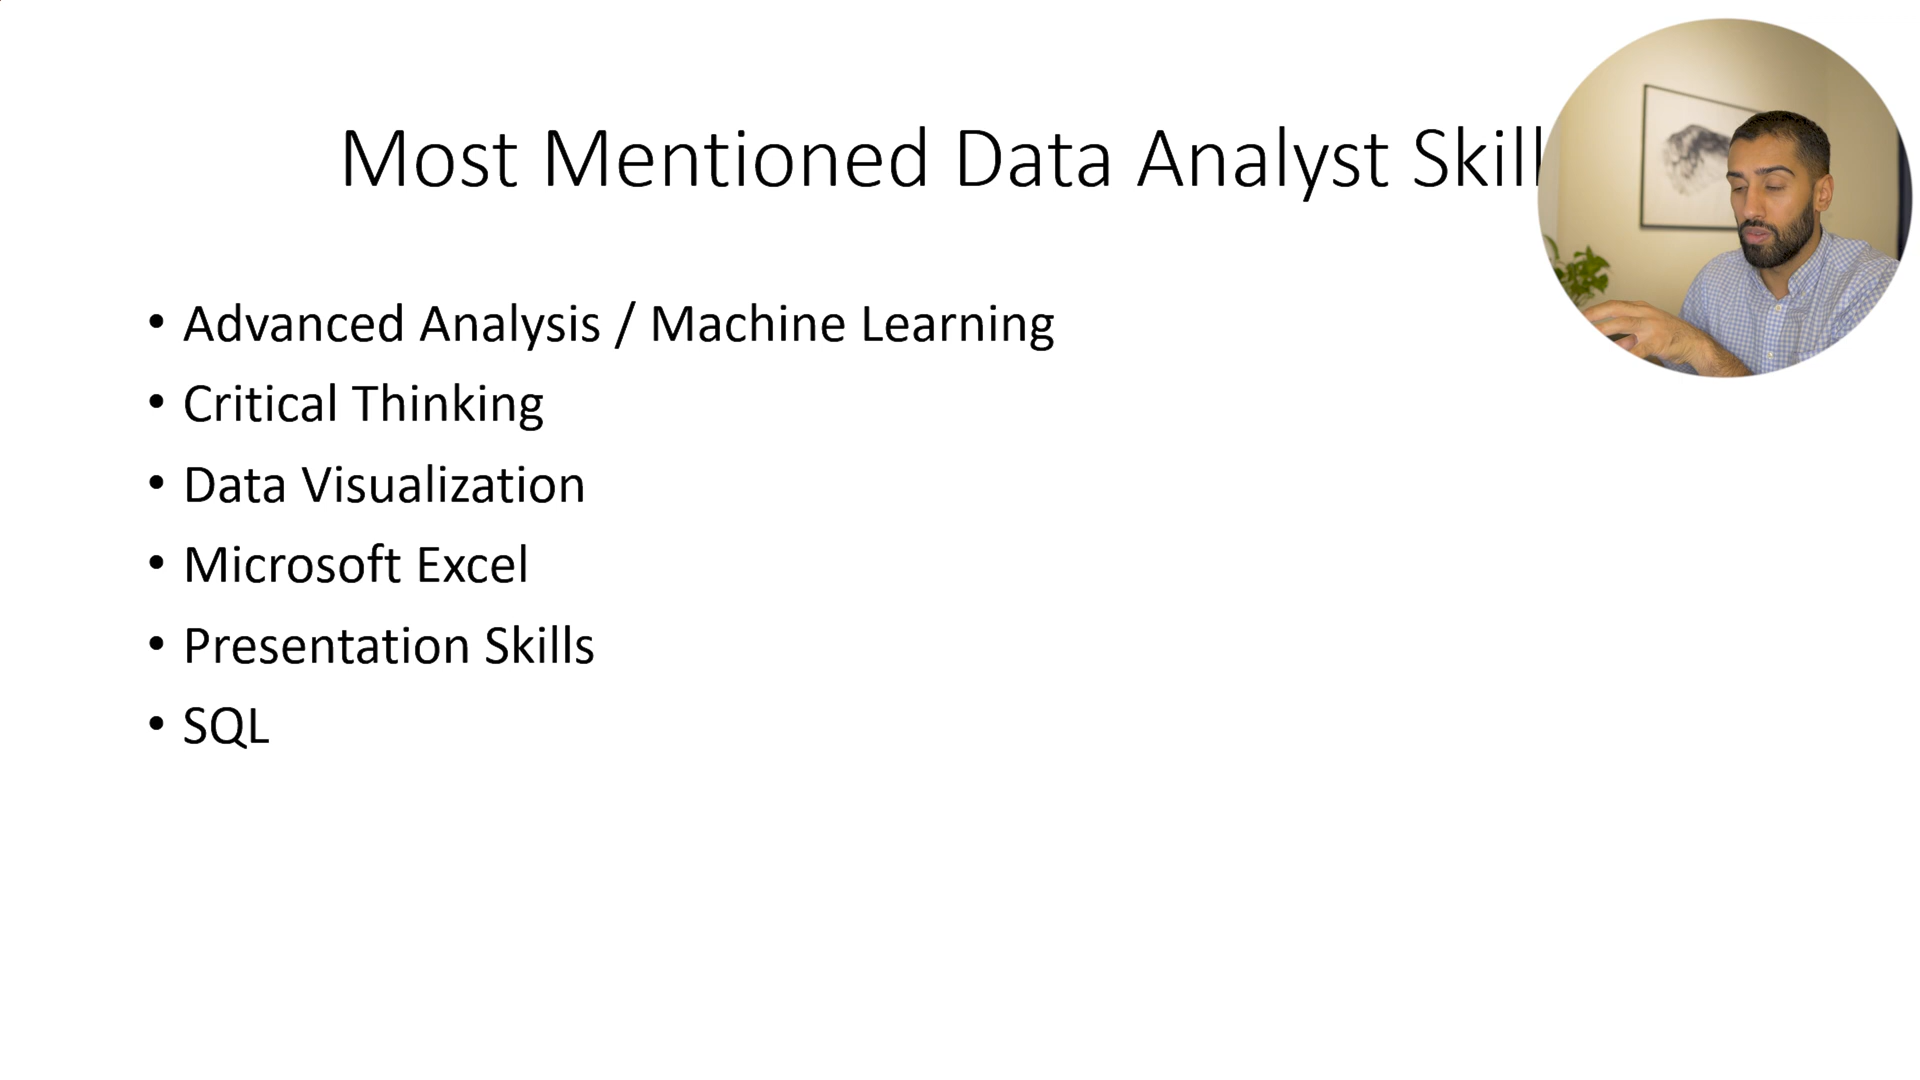 Most Mentioned Data Analyst Skill
• Advanced Analysis / Machine Learning
• Critical Thinking
• Data Visualization
• Microsoft Excel
• Presentation Skills
• SQL